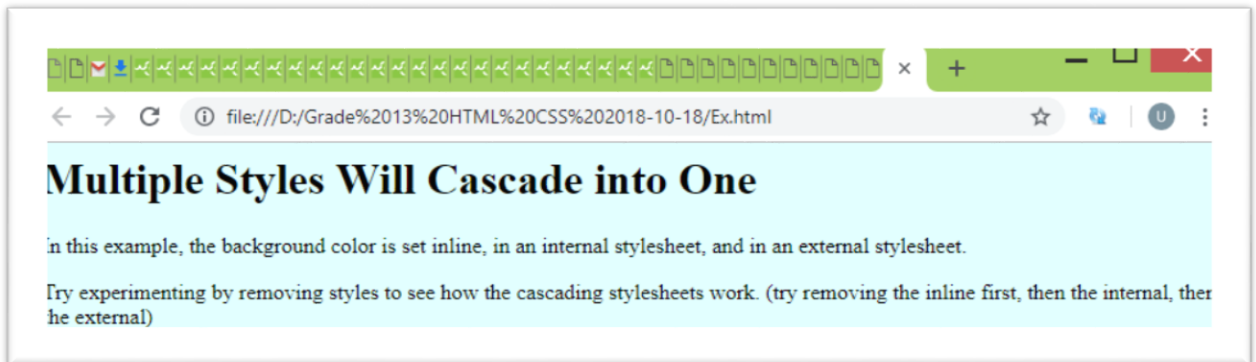 file:///D:/Grade%2013%20HTML%20CSS%202018-10-18/Ex.html
U
Multiple Styles Will Cascade into One
In this example, the background color is set inline, in an internal stylesheet, and in an external stylesheet.
Try experimenting by removing styles to see how the cascading stylesheets work. (try removing the inline first, then the internal, then
the external)